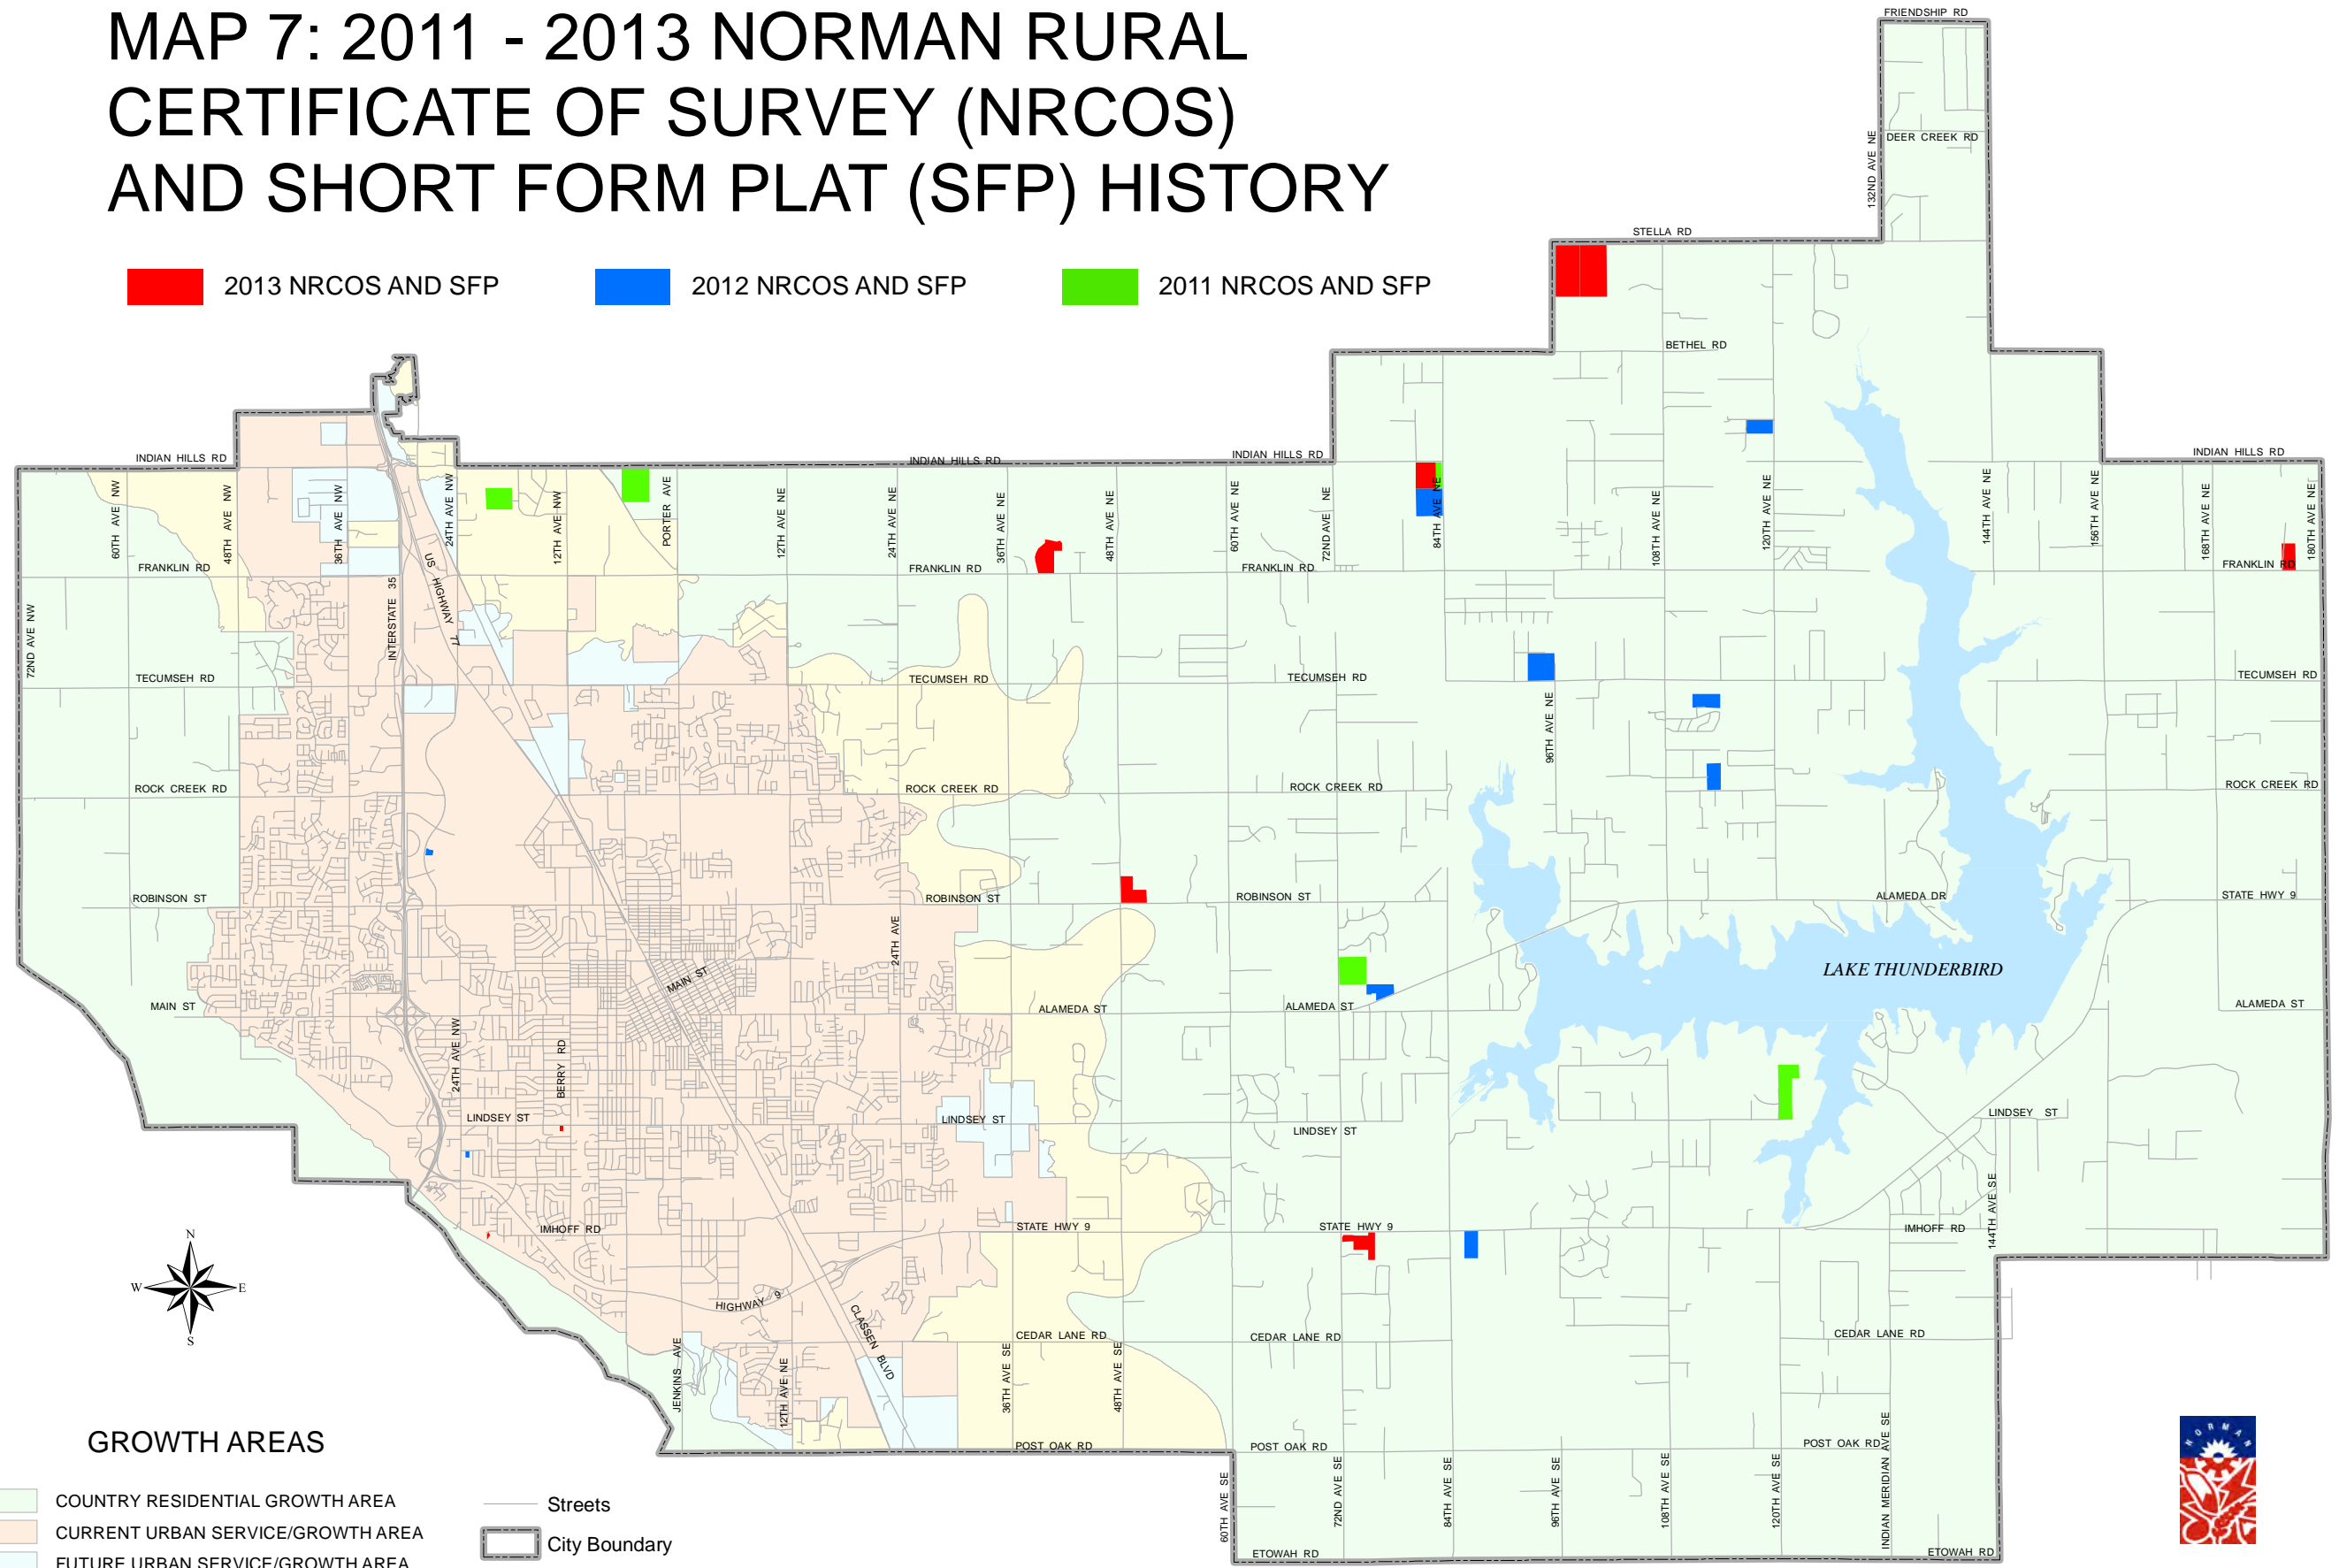 MAP 7: 2011 - 2013 NORMAN RURAL
CERTIFICATE OF SURVEY (NRCOS)
AND SHORT FORM PLAT (SFP) HISTORY
2013 NRCOS AND SFP
2012 NRCOS AND SFP
2011 NRCOS AND SFP
FRIENDSHIP RD
132ND AVE NE
DEER CREEK RD
STELLA RD
BETHEL RD
INDIAN HILLS RD
INDIAN HILLS RD
INDIAN HILLS RD
INDIAN HILLS RD
60TH AVE NW
48TH AVE NW
36TH AVE NW
24TH AVE NW
12TH AVE NW
PORTER AVE
12TH AVE NE
24TH AVE NE
36TH AVE NE
48TH AVE NE
60TH AVE NE
72ND AVE NE
84TH AVE NE
108TH AVE NE
120TH AVE NE
144TH AVE NE
156TH AVE NE
168TH AVE NE
180TH AVE NE
FRANKLIN RD
FRANKLIN RD
FRANKLIN RD
FRANKLIN RD
72ND AVE NW
INTERSTATE 35
US HIGHWAY 77
TECUMSEH RD
TECUMSEH RD
TECUMSEH RD
TECUMSEH RD
96TH AVE NE
ROCK CREEK RD
ROCK CREEK RD
ROCK CREEK RD
ROCK CREEK RD
ROBINSON ST
ROBINSON ST
ROBINSON ST
ALAMEDA DR
STATE HWY 9
24TH AVE
MAIN ST
LAKE THUNDERBIRD
MAIN ST
ALAMEDA ST
ALAMEDA ST
ALAMEDA ST
24TH AVE NW
BERRY RD
LINDSEY ST
LINDSEY ST
LINDSEY ST
LINDSEY ST
IMHOFF RD
STATE HWY 9
STATE HWY 9
IMHOFF RD
144TH AVE SE
N
W
E
S
HIGHWAY 9
CLASSEN BLVD
CEDAR LANE RD
CEDAR LANE RD
CEDAR LANE RD
JENKINS AVE
12TH AVE NE
36TH AVE SE
48TH AVE SE
POST OAK RD
POST OAK RD
POST OAK RD
60TH AVE SE
72ND AVE SE
84TH AVE SE
96TH AVE SE
108TH AVE SE
120TH AVE SE
INDIAN MERIDIAN AVE SE
ETOWAH RD
ETOWAH RD
NORMAN
GROWTH AREAS
COUNTRY RESIDENTIAL GROWTH AREA
CURRENT URBAN SERVICE/GROWTH AREA
FUTURE URBAN SERVICE/GROWTH AREA
Streets
City Boundary